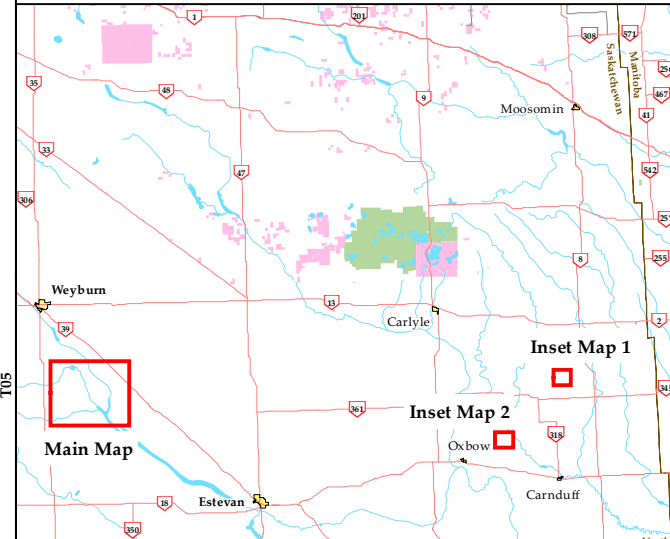 1
201
308
571
256
35
48
9
Saskatchewan
Manitoba
467
Moosomin
41
33
47
542
306
257
8
255
Weyburn
13
2
39
Carlyle
Inset Map 1
T05
345
361
Inset Map 2
318
Main Map
Oxbow
Carnduff
18
Estevan
350